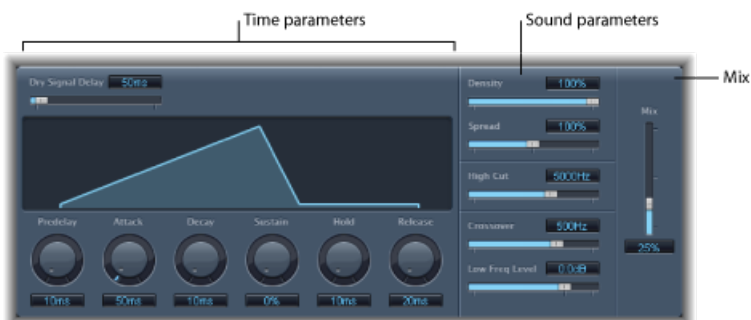 Time parameters
Sound parameters
Mix
Dry Signal Delay 50ms
Density 100%
Mix
Spread 100%
High Cut 5000Hz
Predelay Attack Decay Sustain Hold Release
Crossover 500Hz
25%
Low Freq Level 0.0dB
10ms 50ms 10ms 0% 10ms 20ms